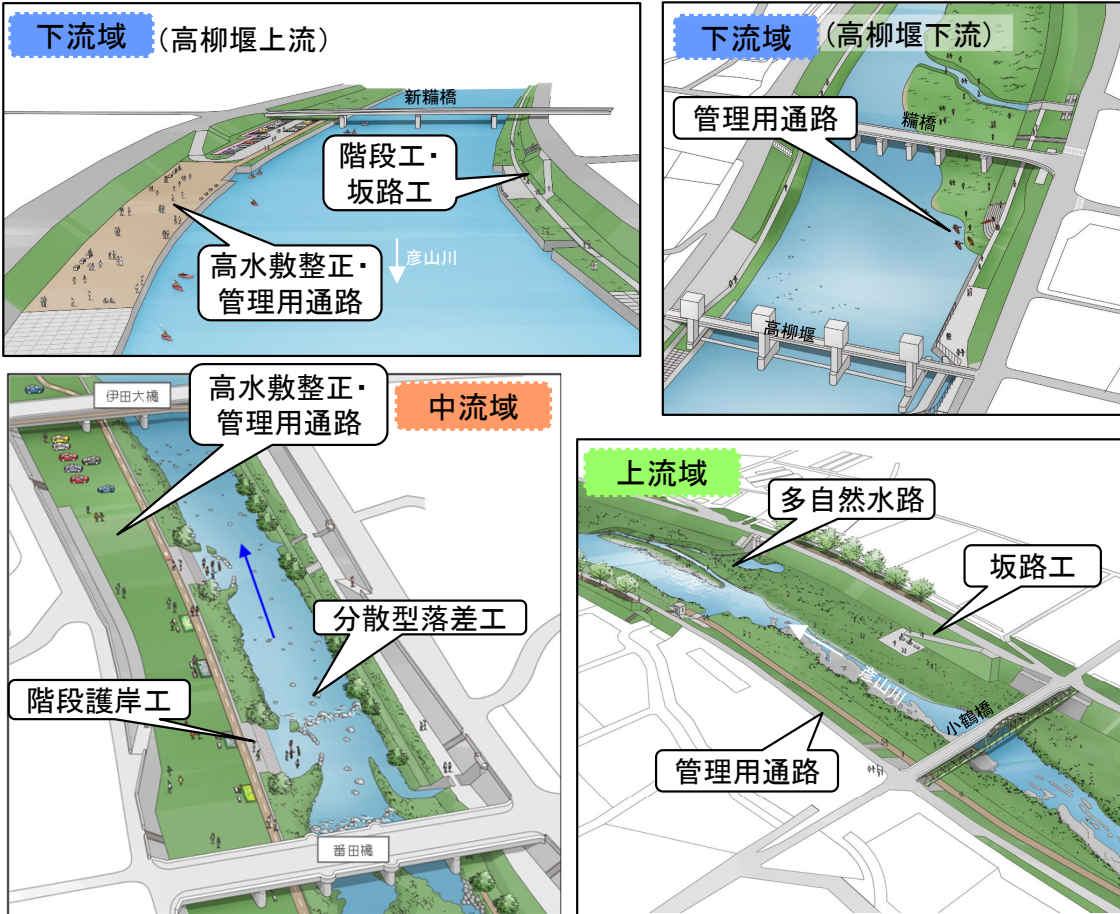 下流域 (高柳堰上流)
新糒橋
階段工・
坂路工
彦山川
高水敷整正・
管理用通路
下流域 (高柳堰下流)
管理用通路
糒橋
高柳堰
伊田大橋
高水敷整正・
管理用通路
中流域
分散型落差工
階段護岸工
番田橋
上流域
多自然水路
坂路工
彦山川
小鶴橋
管理用通路